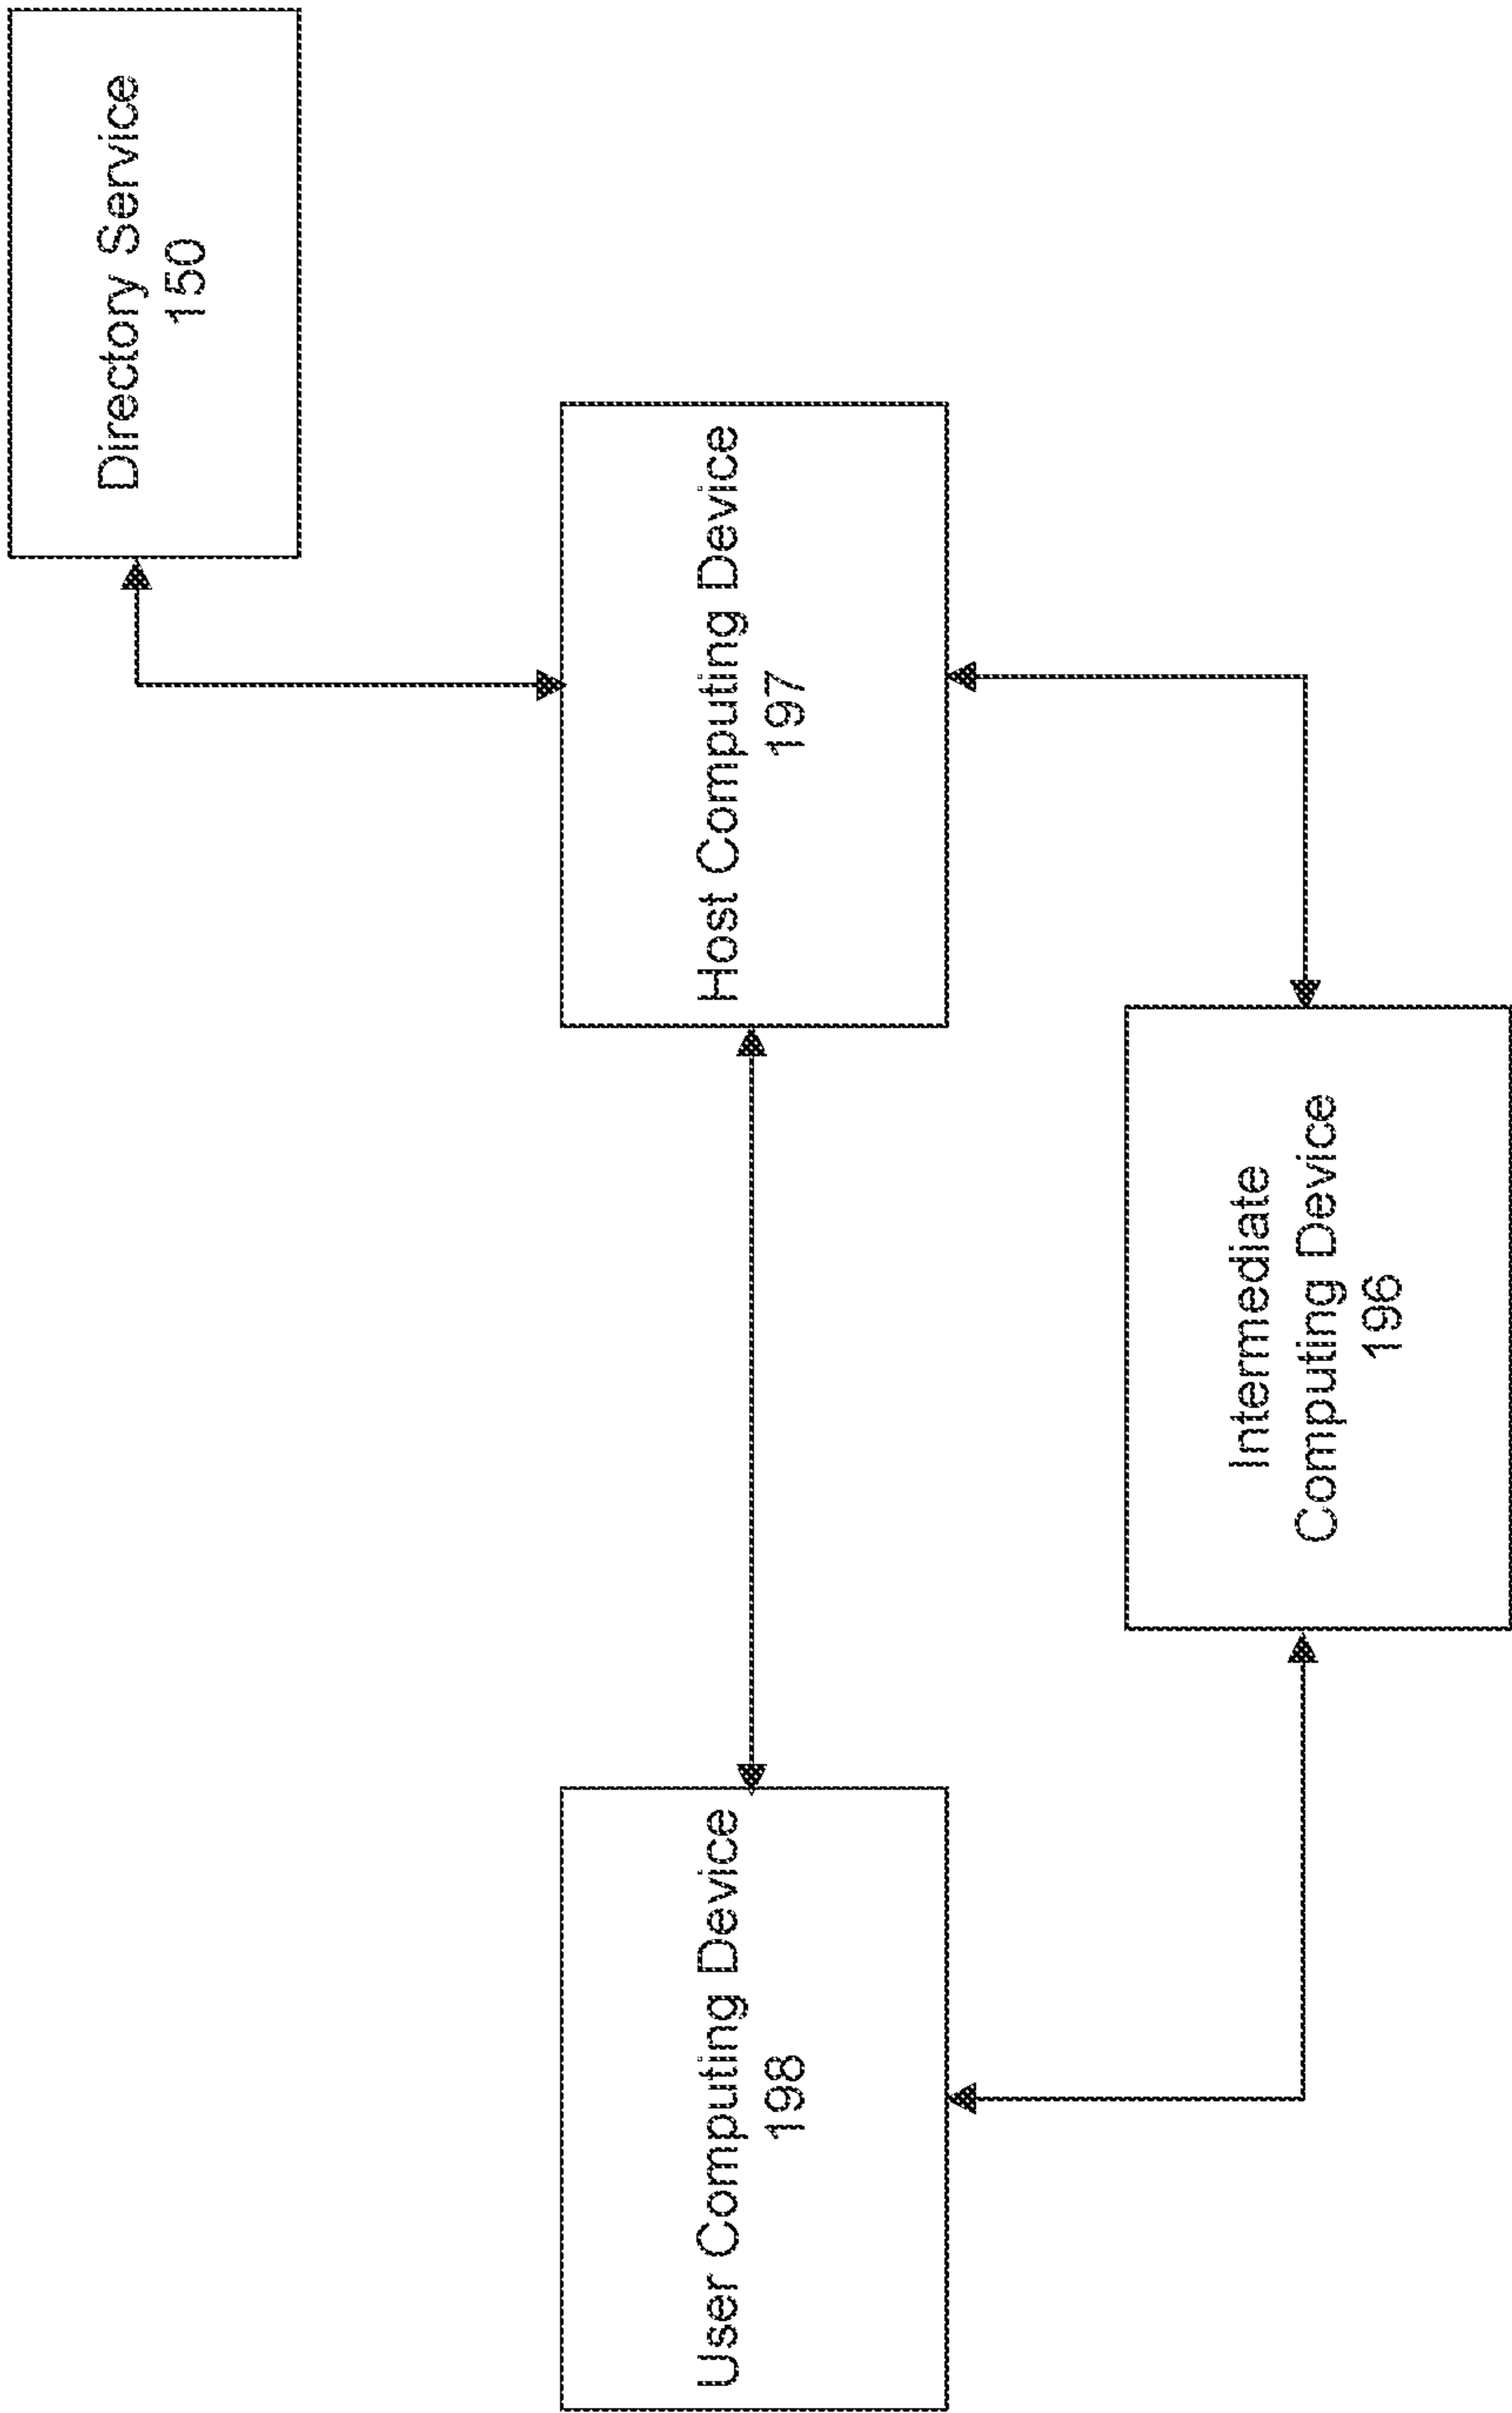 Directory Service
150
User Computing Device
198
Host Computing Device
197
Intermediate
Computing Device
196